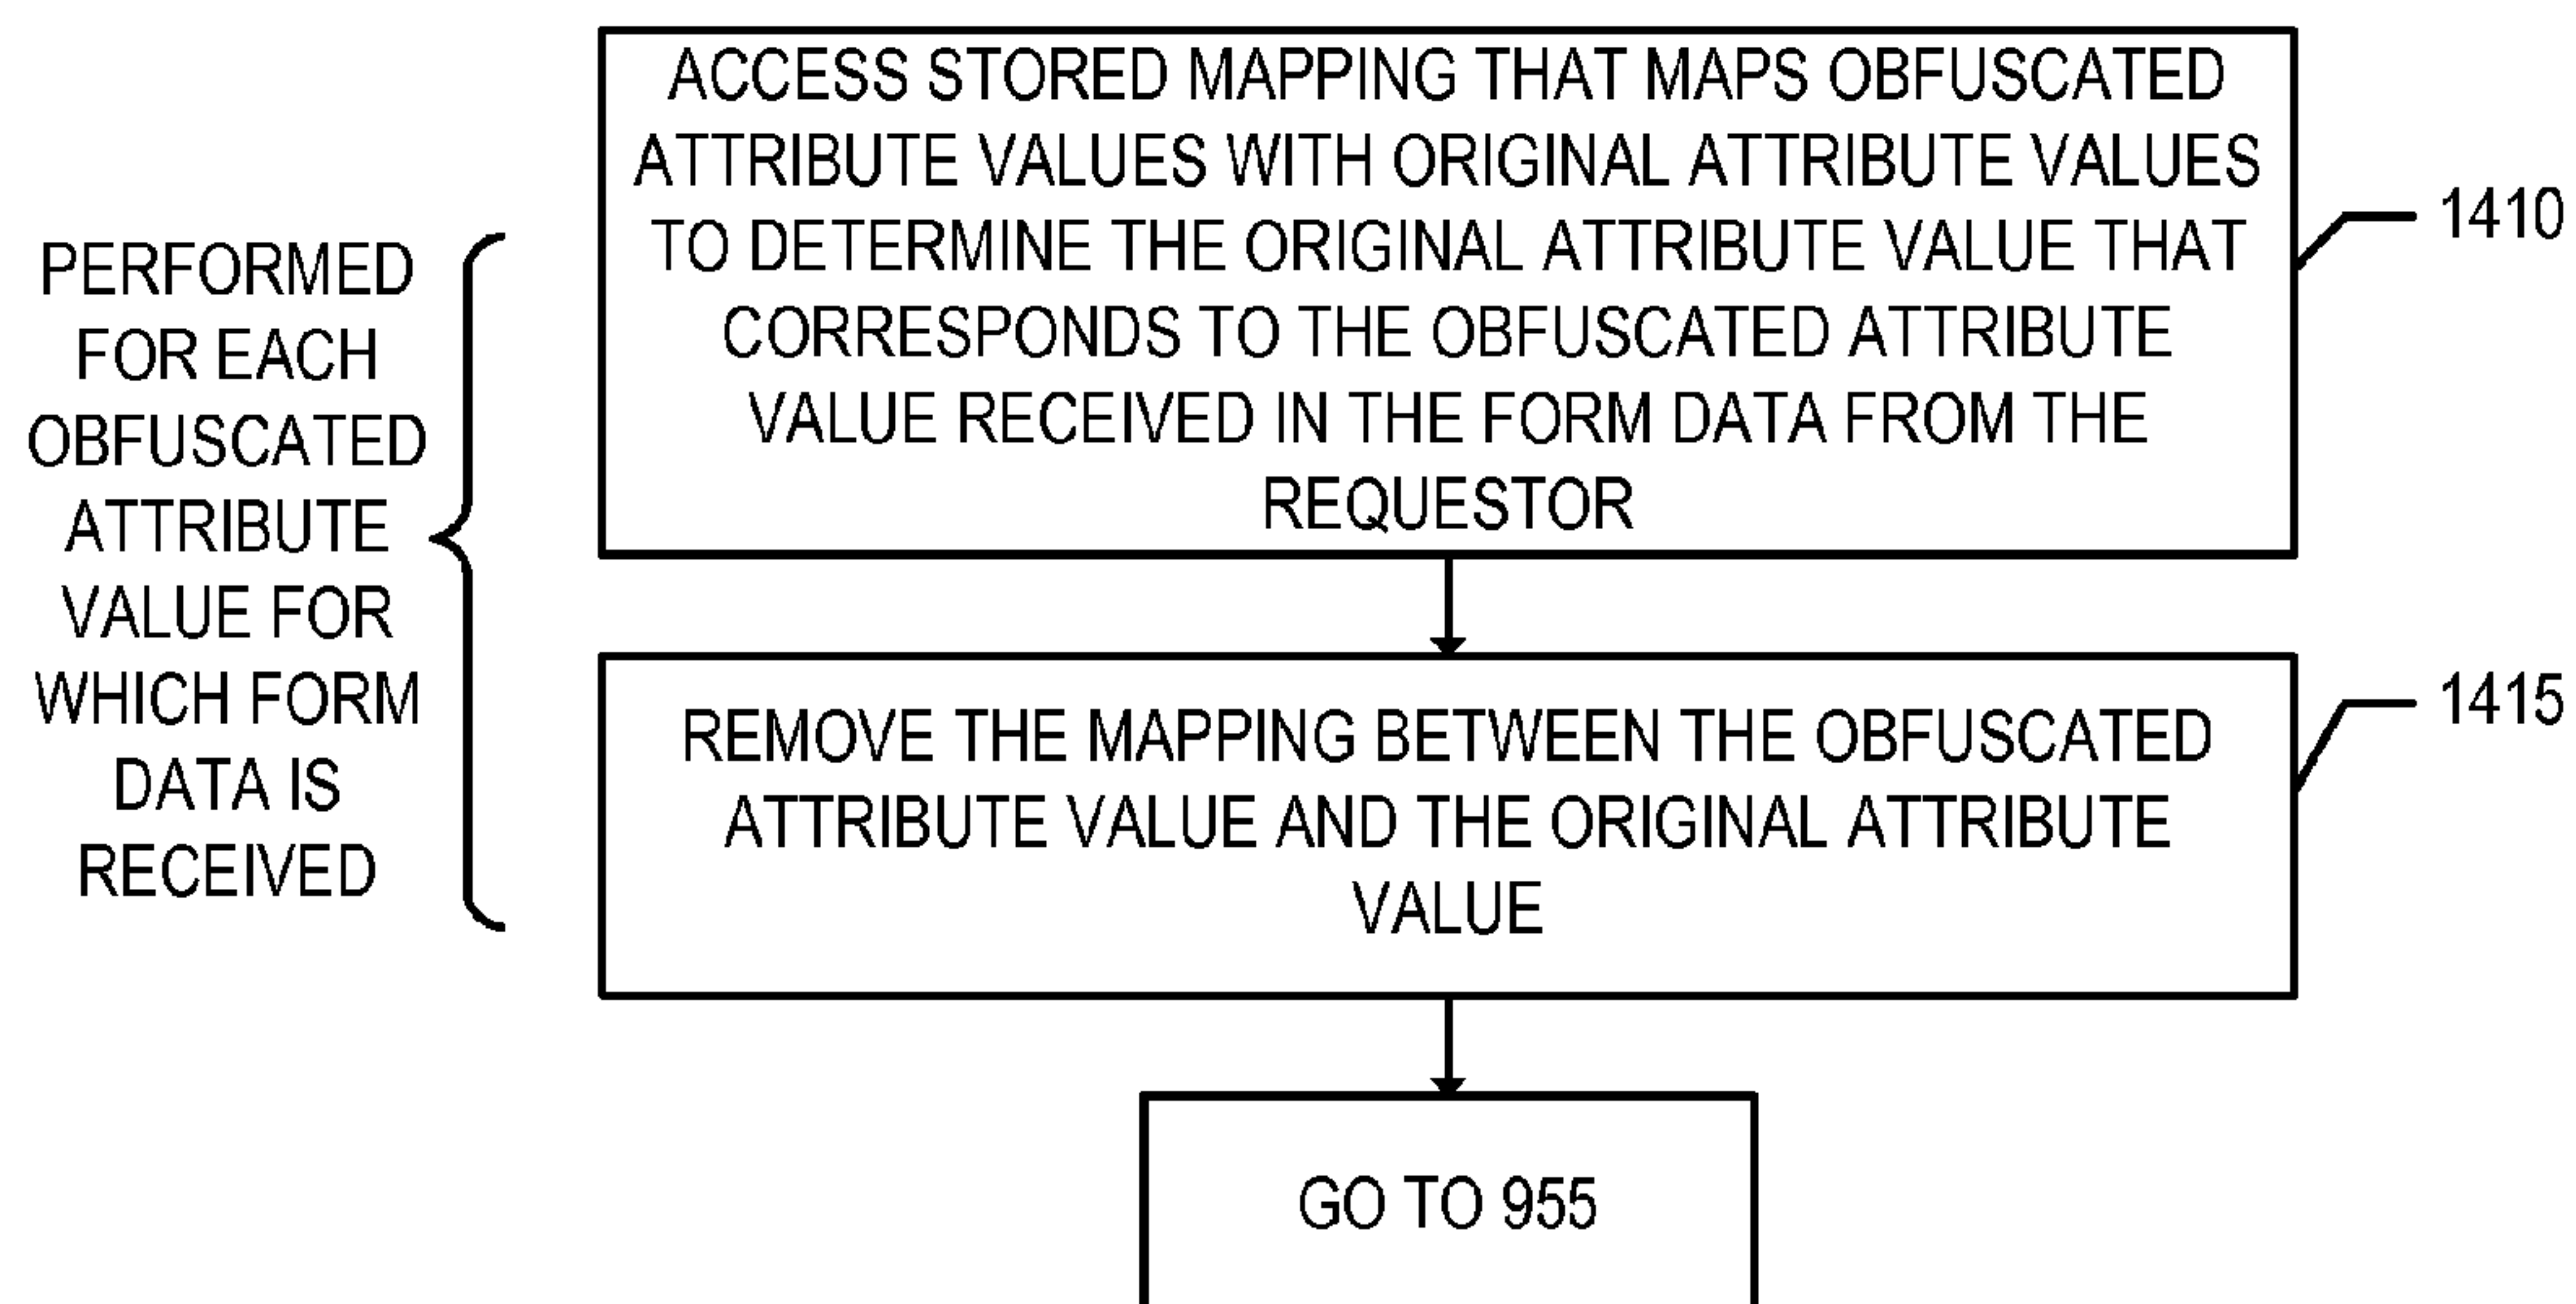 PERFORMED
FOR EACH
OBFUSCATED
ATTRIBUTE
VALUE FOR
WHICH FORM
DATA IS
RECEIVED
ACCESS STORED MAPPING THAT MAPS OBFUSCATED
ATTRIBUTE VALUES WITH ORIGINAL ATTRIBUTE VALUES
TO DETERMINE THE ORIGINAL ATTRIBUTE VALUE THAT
CORRESPONDS TO THE OBFUSCATED ATTRIBUTE
VALUE RECEIVED IN THE FORM DATA FROM THE
REQUESTOR
1410
REMOVE THE MAPPING BETWEEN THE OBFUSCATED
ATTRIBUTE VALUE AND THE ORIGINAL ATTRIBUTE
VALUE
1415
GO TO 955